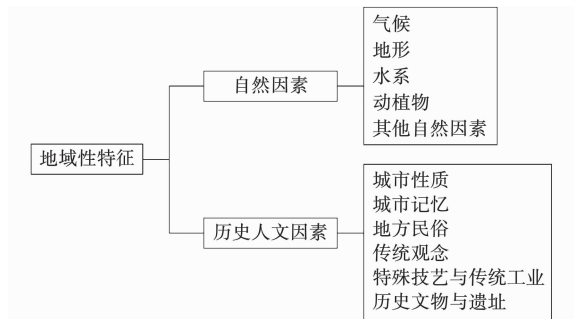 地域性特征
自然因素
气候
地形
水系
动植物
其他自然因素
历史人文因素
城市性质
城市记忆
地方民俗
传统观念
特殊技艺与传统工业
历史文物与遗址